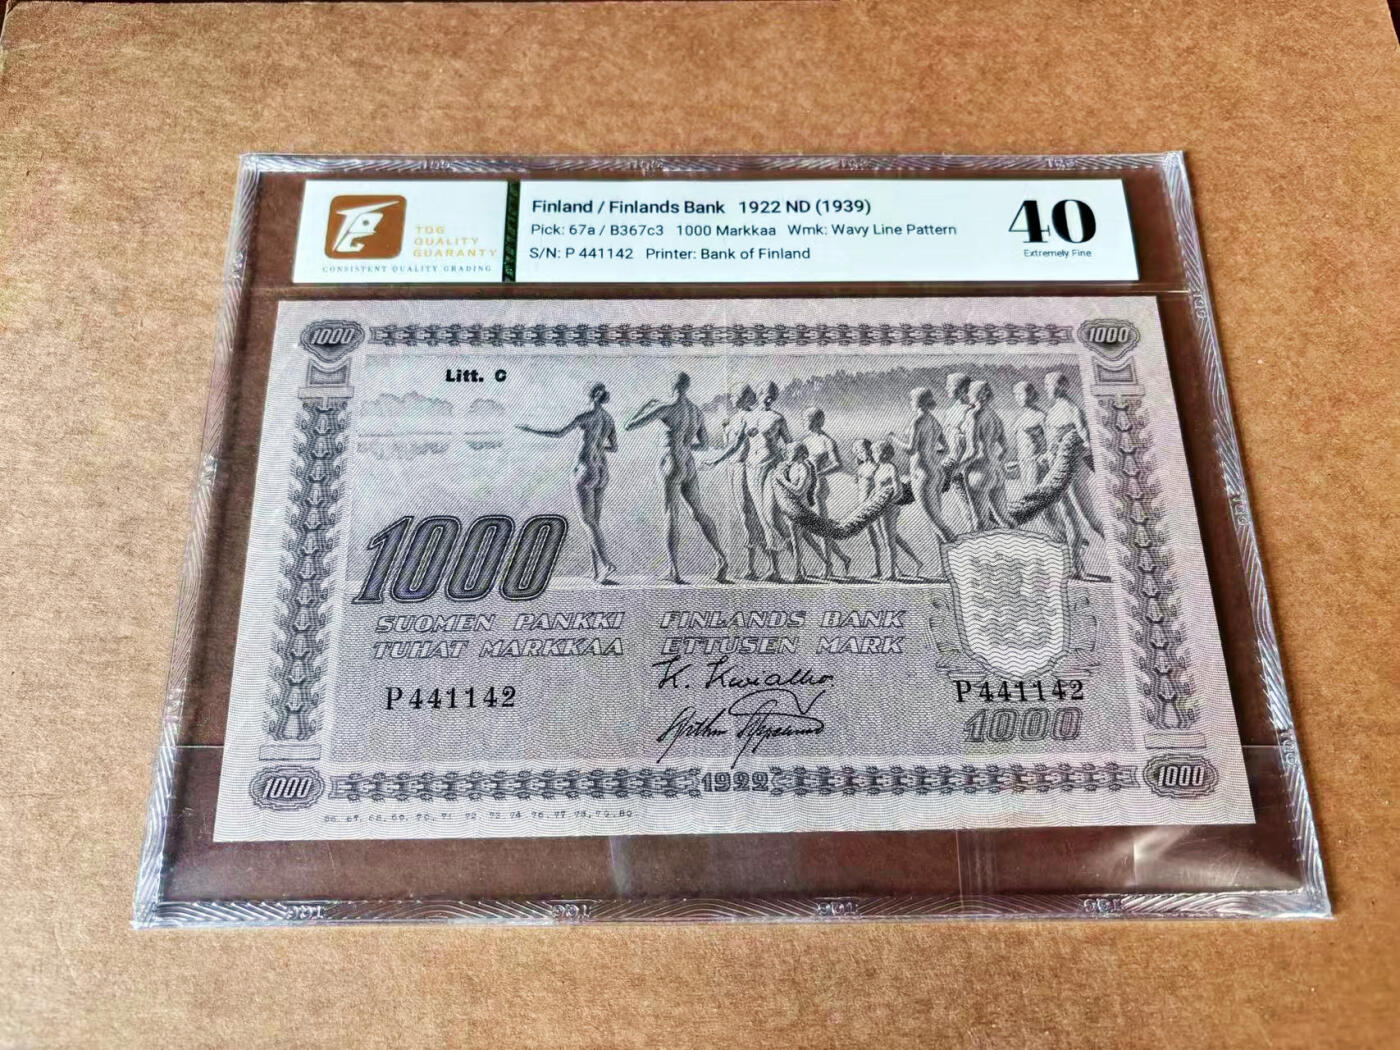 TQG
QUALITY
GUARANTY
CONSISTENT QUALITY GRADING
Finland / Finlands Bank 1922 ND (1939)
Pick: 67a / B367c3 1000 Markkaa Wmk: Wavy Line Pattern
S/N: P 441142 Printer: Bank of Finland
40
Extremely Fine
1000
1000
Litt. C
1000
SUOMEN PANKKI FINLANDS BANK
TUHAT MARKKAA ETTUSEN MARK
P441142
P441142
1000
1000
1922
1000